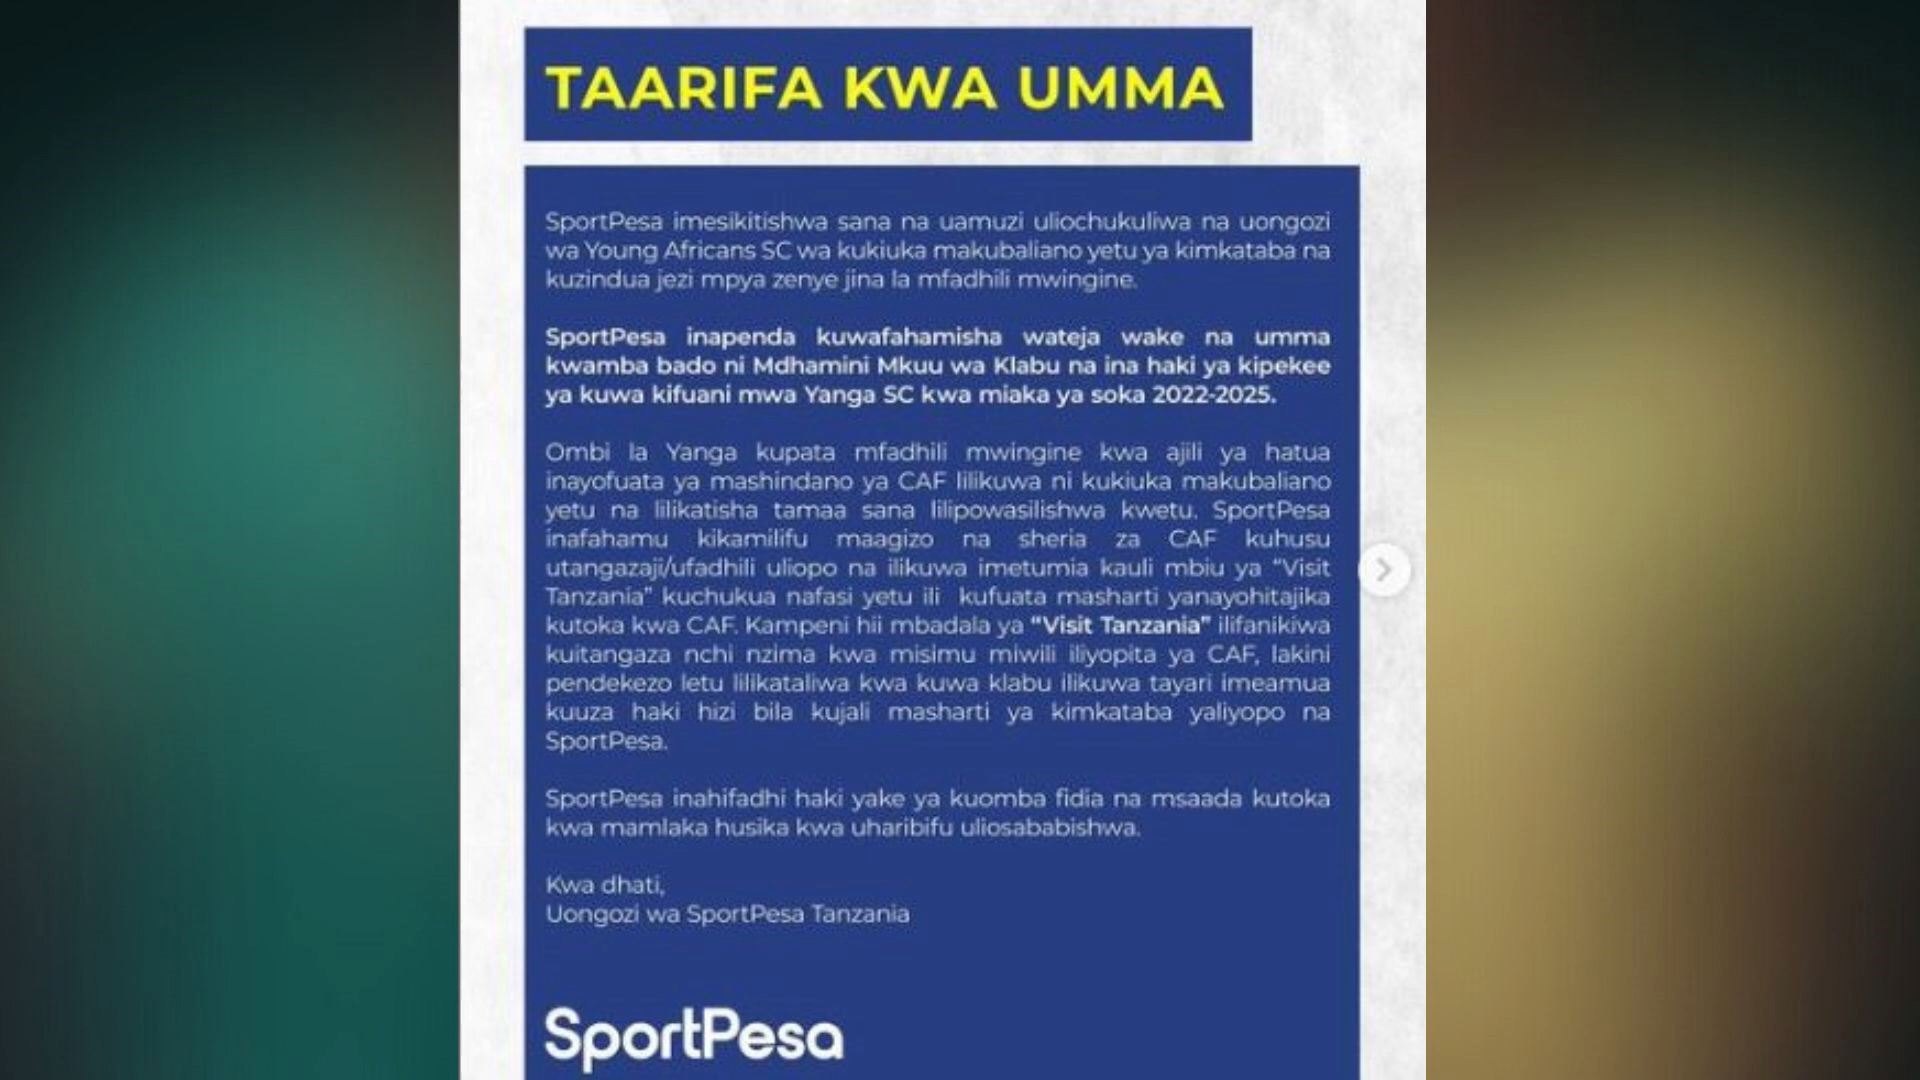 TAARIFA KWA UMMA
SportPesa imesikitishwa sana na uamuzi uliochukuliwa na uongozi
wa Young Africans SC wa kukiuka makubaliano yetu ya kimkataba na
kuzindua jezi mpya zenye jina la mfadhili mwingine.
SportPesa inapenda kuwafahamisha wateja wake na umma
kwamba bado ni Mdhamini Mkuu wa Klabu na ina haki ya kipekee
ya kuwa kifuani mwa Yanga SC kwa miaka ya soka 2022-2025.
Ombi la Yanga kupata mfadhili mwingine kwa ajili ya hatua
inayofuata ya mashindano ya CAF lilikuwa ni kukiuka makubaliano
yetu na lilikatisha tamaa sana lilipowasilishwa kwetu. SportPesa
inafahamu kikamilifu maagizo na sheria za CAF kuhusu
utangazaji/ufadhili uliopo na ilikuwa imetumia kauli mbiu ya “Visit
Tanzania” kuchukua nafasi yetu ili kufuata masharti yanayohitajika
kutoka kwa CAF. Kampeni hii mbadala ya “Visit Tanzania” ilifanikiwa
kuitangaza nchi nzima kwa misimu miwili iliyopita ya CAF, lakini
pendekezo letu lilikataliwa kwa kuwa klabu ilikuwa tayari imeamua
kuuza haki hizi bila kujali masharti ya kimkataba yaliyopo na
SportPesa.
SportPesa inahifadhi haki yake ya kuomba fidia na msaada kutoka
kwa mamlaka husika kwa uharibifu uliosababishwa.
Kwa dhati,
Uongozi wa SportPesa Tanzania
SportPesa